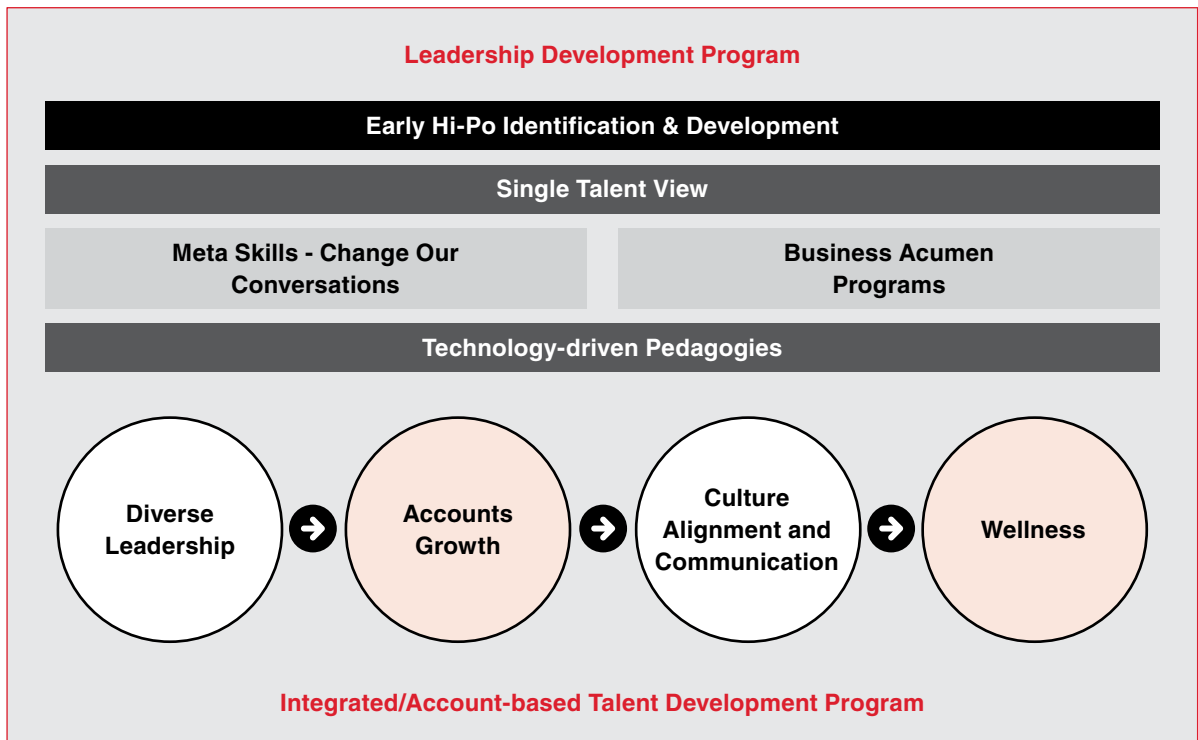 Leadership Development Program
Early Hi-Po Identification & Development
Single Talent View
Meta Skills - Change Our
Conversations
Business Acumen
Programs
Technology-driven Pedagogies
Diverse
Leadership
Accounts
Growth
Culture
Alignment and
Communication
Wellness
Integrated/Account-based Talent Development Program